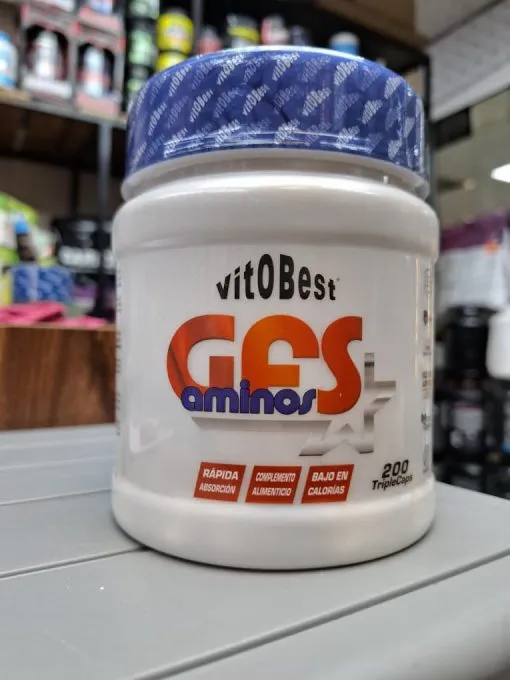 vitOBest
GFS
aminos
RÁPIDA
ABSORCIÓN
COMPLEMENTO
ALIMENTICIO
BAJO EN
CALORÍAS
200
TripleCaps